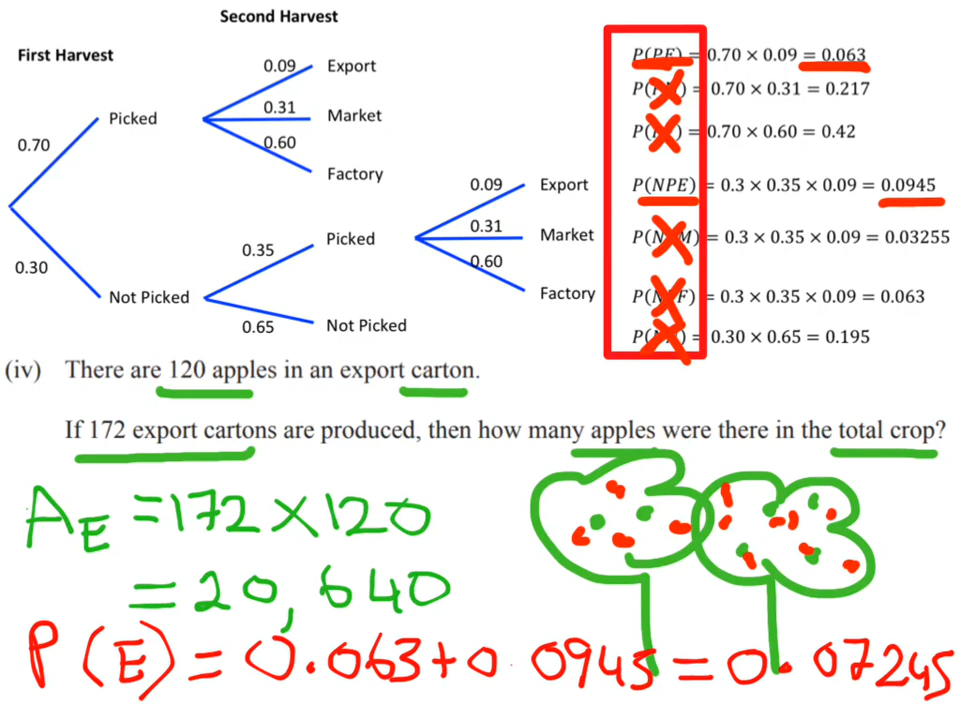 Second Harvest
First Harvest
0.09 Export P(PE) = 0.70 × 0.09 = 0.063
0.31 Market P( ) = 0.70 × 0.31 = 0.217
0.70 Picked
0.60 Factory P( ) = 0.70 × 0.60 = 0.42
0.09 Export P(NPE) = 0.3 × 0.35 × 0.09 = 0.0945
0.35 Picked 0.31 Market P(N M) = 0.3 × 0.35 × 0.09 = 0.03255
0.30 Not Picked 0.60 Factory P(N F) = 0.3 × 0.35 × 0.09 = 0.063
0.65 Not Picked P( ) = 0.30 × 0.65 = 0.195
(iv) There are 120 apples in an export carton.
If 172 export cartons are produced, then how many apples were there in the total crop?
AE = 172 × 120
= 20,640
P(E) = 0.063 + 0.0945 = 0.07245